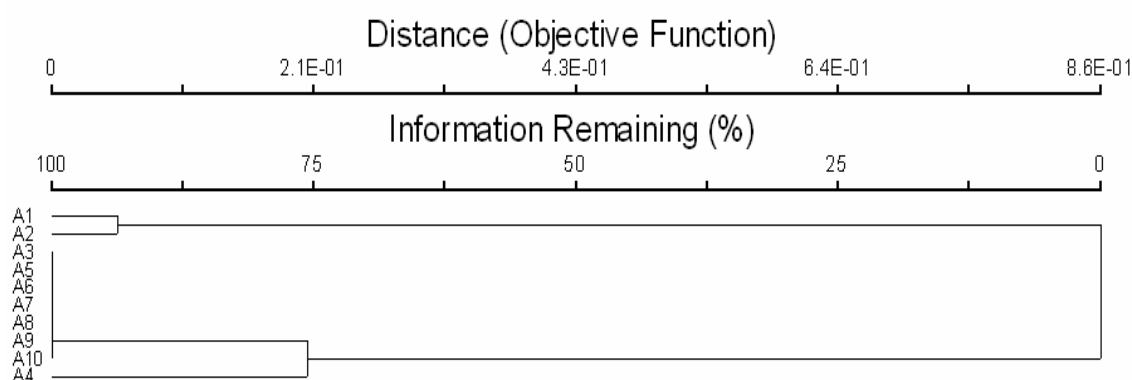 Distance (Objective Function)
0 2.1E-01 4.3E-01 6.4E-01 8.6E-01
Information Remaining (%)
100 75 50 25 0
A1
A2
A3
A5
A6
A7
A8
A9
A10
A4